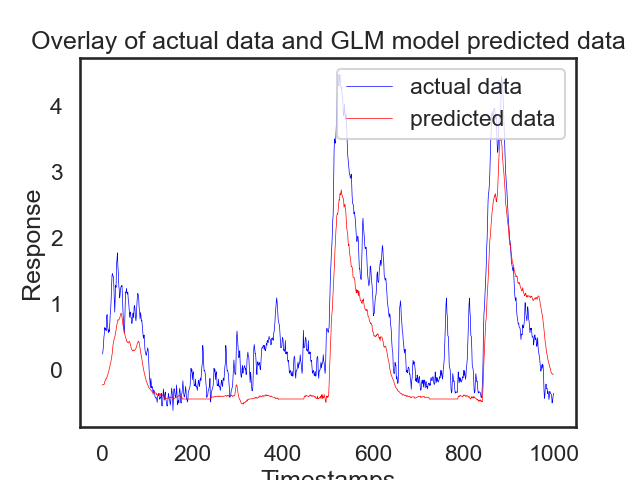 Overlay of actual data and GLM model predicted data
actual data
predicted data
Response
4
3
2
1
0
0 200 400 600 800 1000
Timestamps